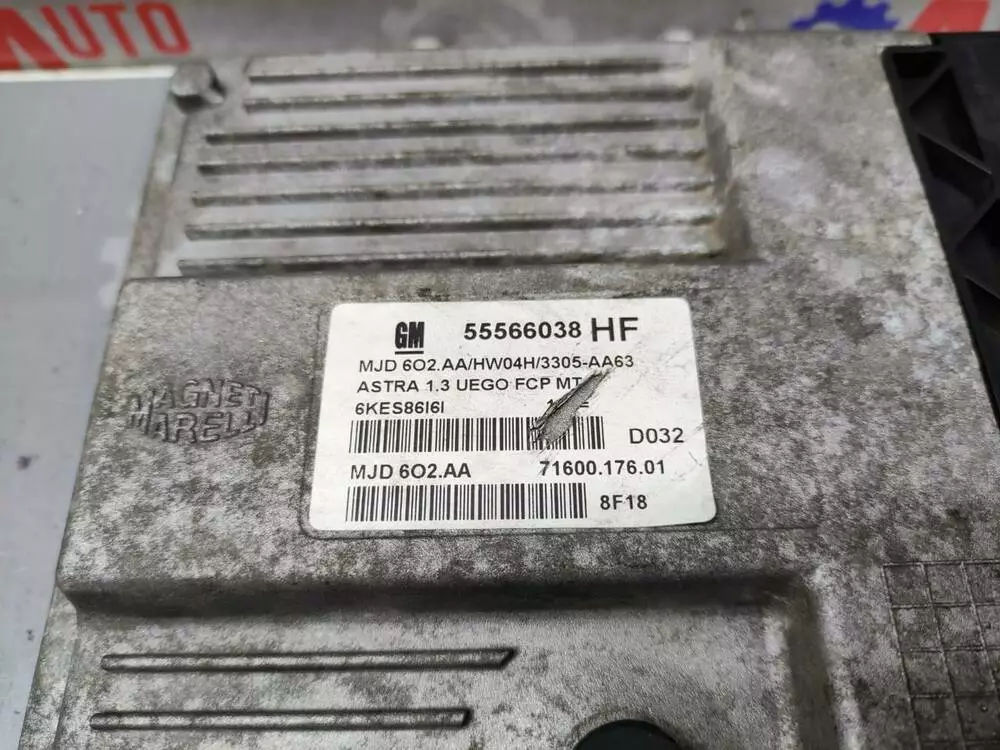 AUTO
GM 55566038 HF
MJD 6O2.AA/HW04H/3305-AA63
ASTRA 1.3 UEGO FCP MT
6KES86I6I
D032
MJD 6O2.AA 71600.176.01
8F18
MAGNETI
MARELLI